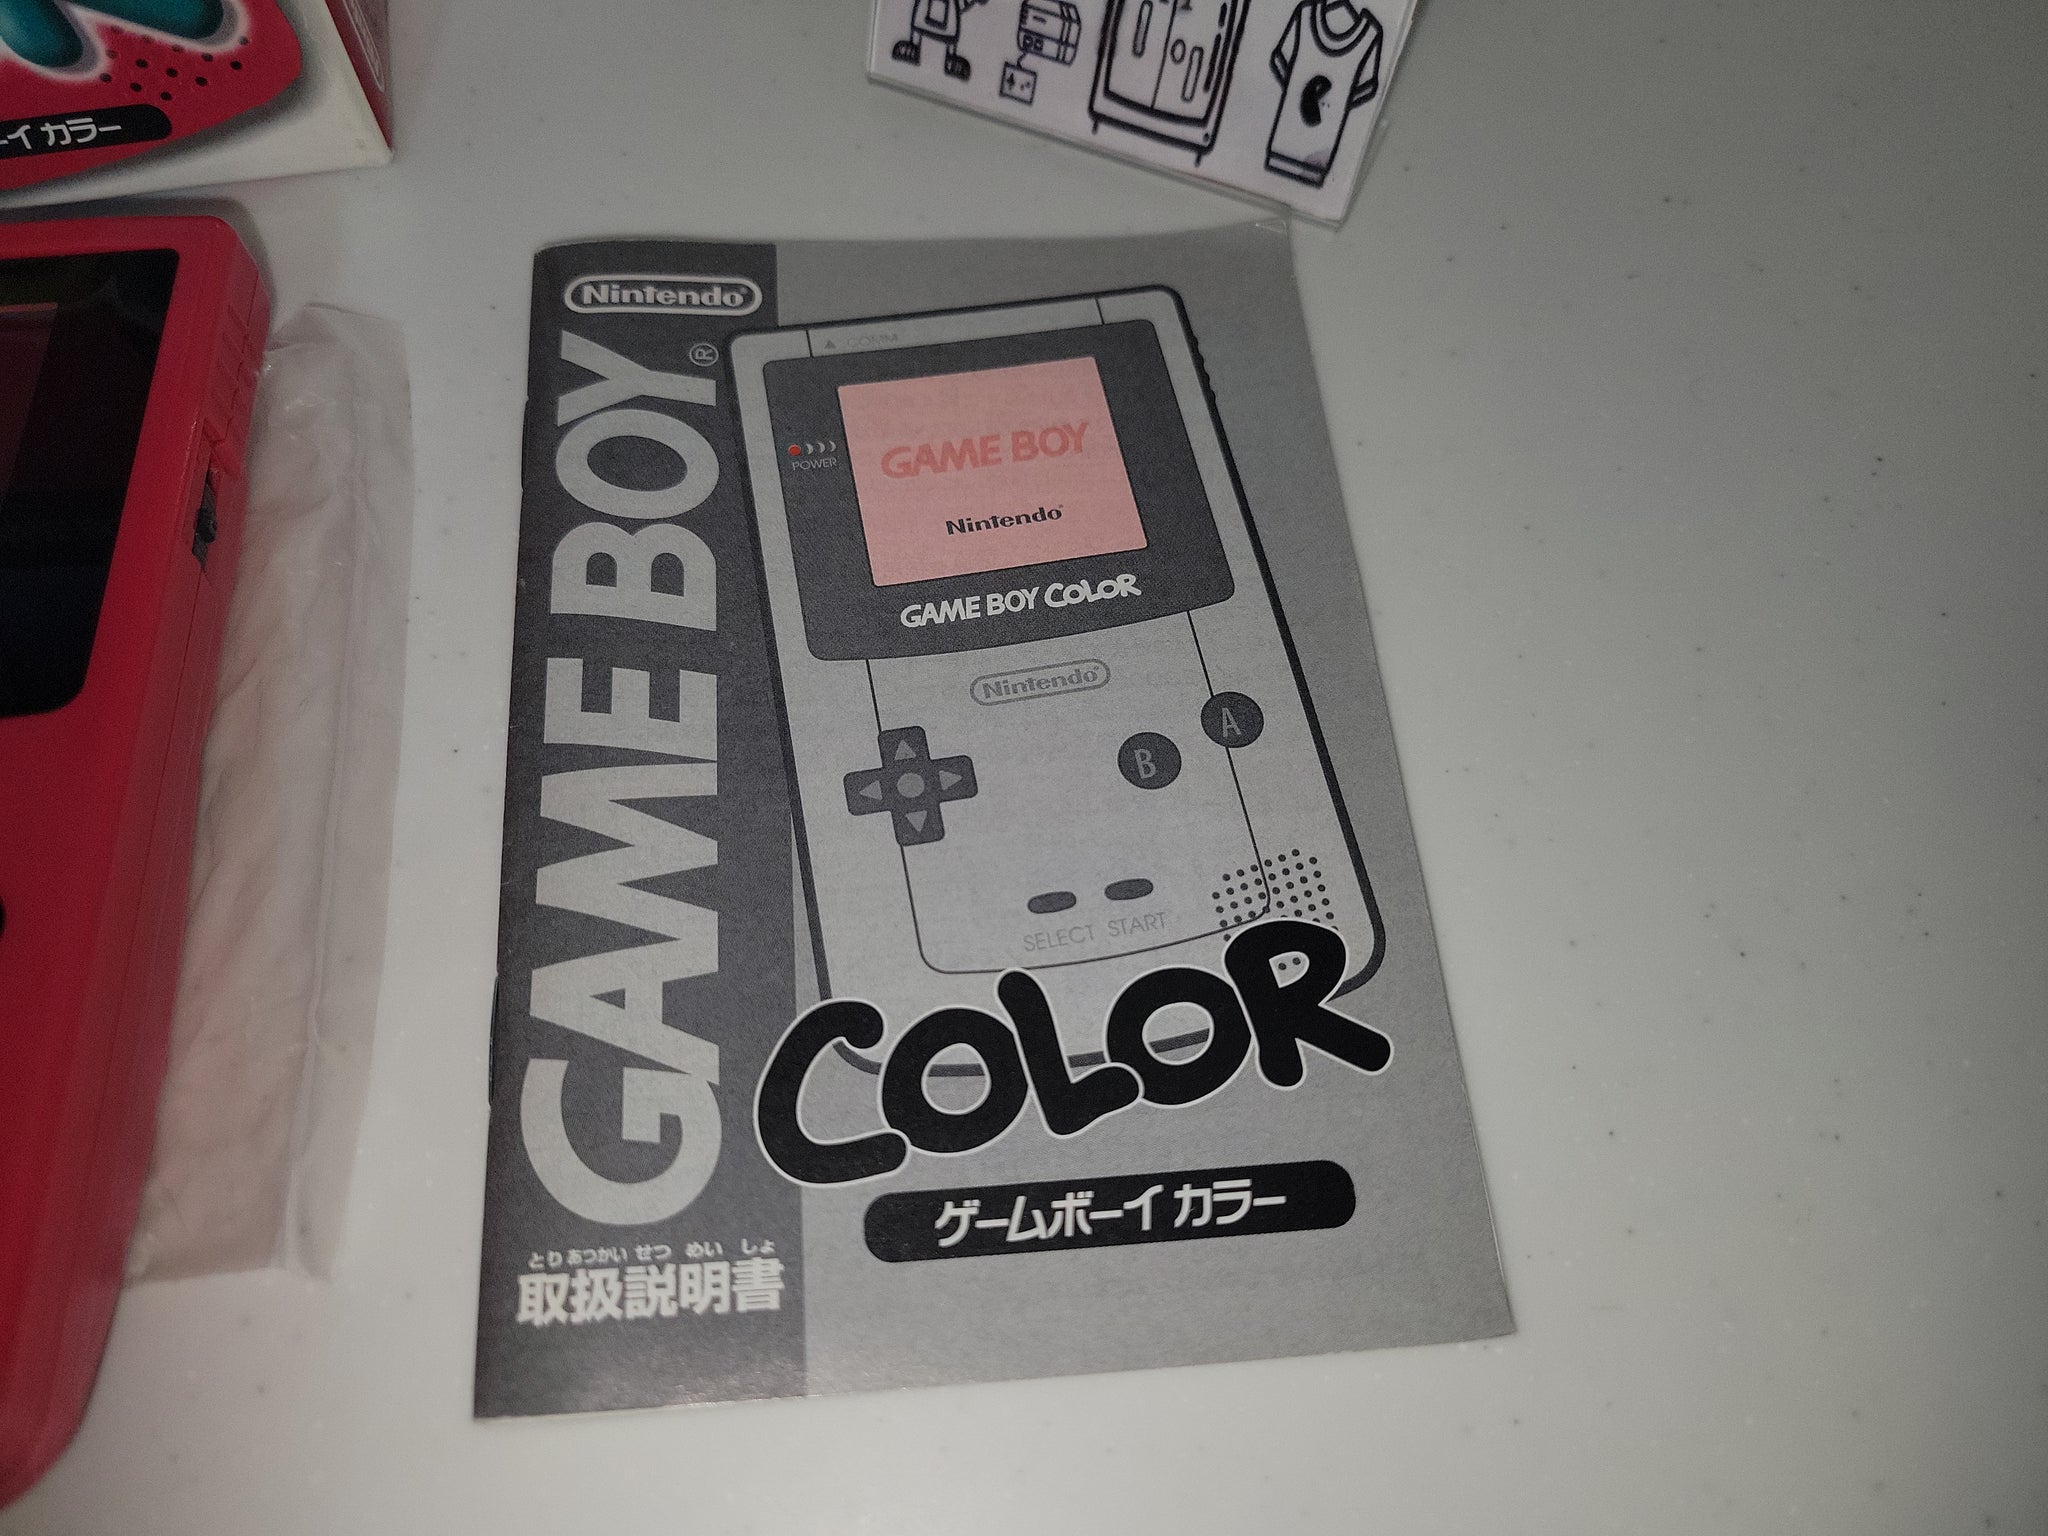 ーイ カラー
Nintendo®
GAME BOY®
COMM.
POWER
GAME BOY
Nintendo®
GAME BOY COLOR
Nintendo®
A
B
SELECT START
COLOR
ゲームボーイ カラー
とり あつかい せつ めい しょ
取扱説明書